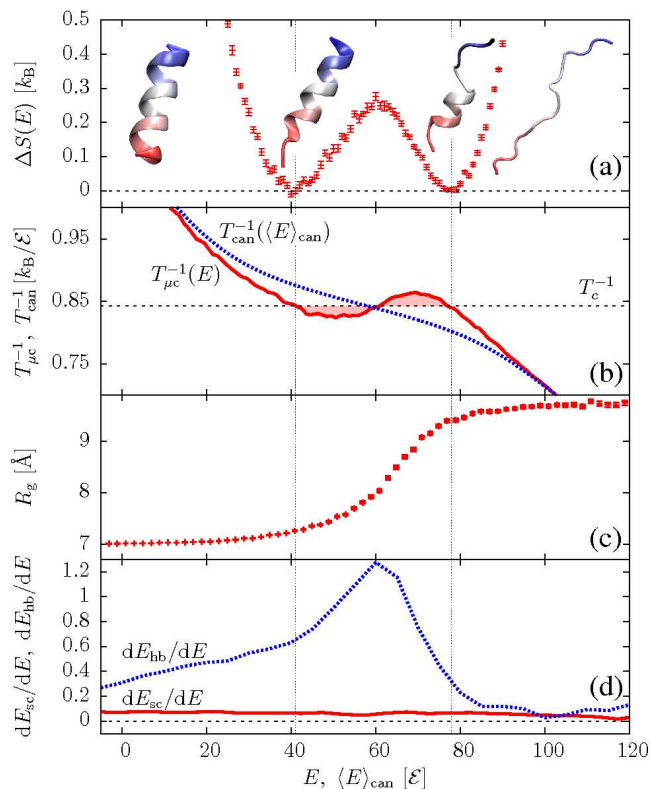 ΔS(E) [k_B]
0.5
0.4
0.3
0.2
0.1
0
(a)
T_μc^{-1}, T_can^{-1} [k_B/ℰ]
0.95
0.85
0.75
T_can^{-1}(⟨E⟩_can)
T_μc^{-1}(E)
T_c^{-1}
(b)
R_g [Å]
9
8
7
(c)
dE_sc/dE, dE_hb/dE
1.2
1
0.8
0.6
0.4
0.2
0
dE_hb/dE
dE_sc/dE
(d)
0 20 40 60 80 100 120
E, ⟨E⟩_can [ℰ]